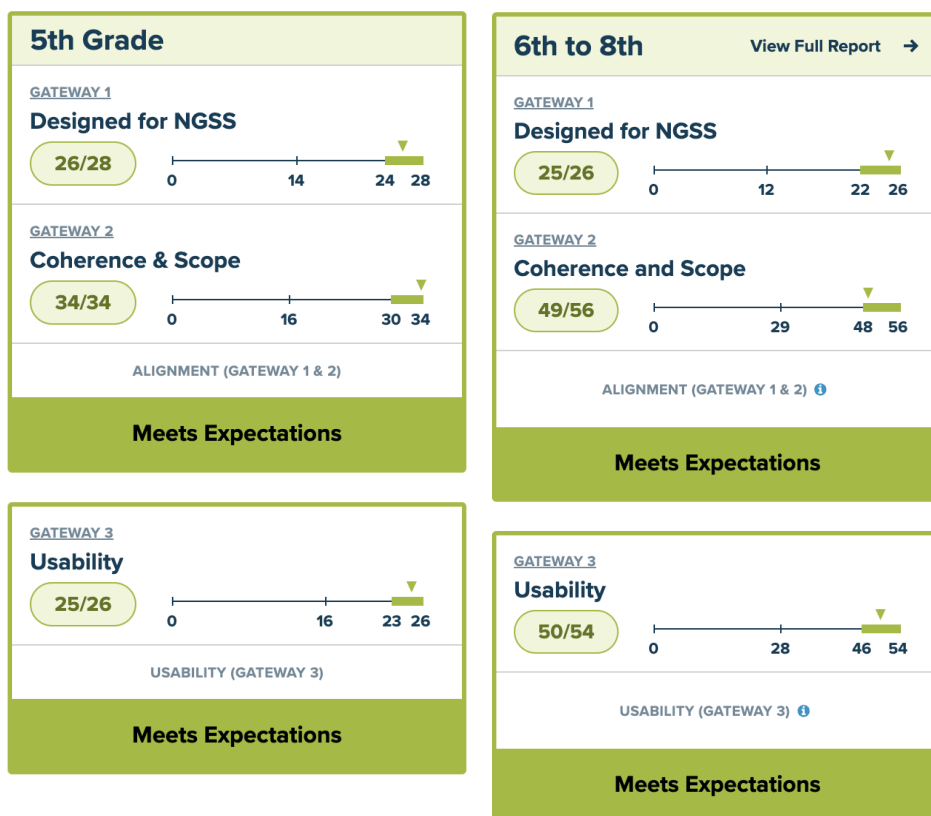 5th Grade
GATEWAY 1
Designed for NGSS
26/28
0 14 24 28
GATEWAY 2
Coherence & Scope
34/34
0 16 30 34
ALIGNMENT (GATEWAY 1 & 2)
Meets Expectations
GATEWAY 3
Usability
25/26
0 16 23 26
USABILITY (GATEWAY 3)
Meets Expectations
6th to 8th View Full Report →
GATEWAY 1
Designed for NGSS
25/26
0 12 22 26
GATEWAY 2
Coherence and Scope
49/56
0 29 48 56
ALIGNMENT (GATEWAY 1 & 2) i
Meets Expectations
GATEWAY 3
Usability
50/54
0 28 46 54
USABILITY (GATEWAY 3) i
Meets Expectations